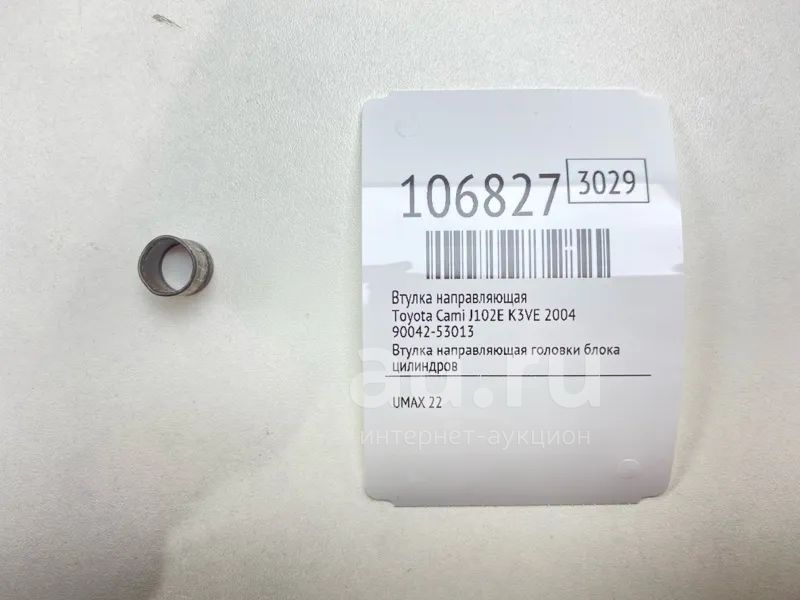 106827
3029
Втулка направляющая
Toyota Cami J102E K3VE 2004
90042-53013
Втулка направляющая головки блока
цилиндров
au.ru
интернет-аукцион
UMAX 22